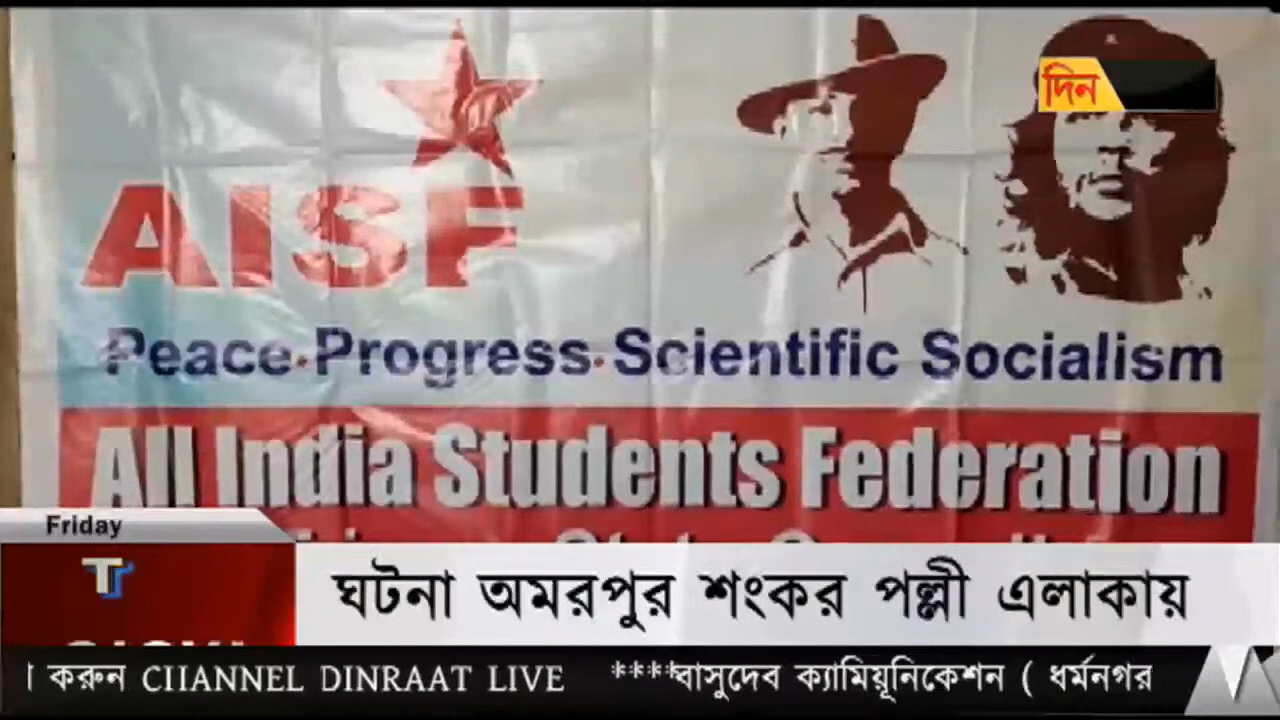 দিন
AISF
Peace·Progress·Scientific Socialism
All India Students Federation
Friday
ঘটনা অমরপুর শংকর পল্লী এলাকায়
করুন CHANNEL DINRAAT LIVE ****বাসুদেব ক্যামিয়ূনিকেশন ( ধর্মনগর